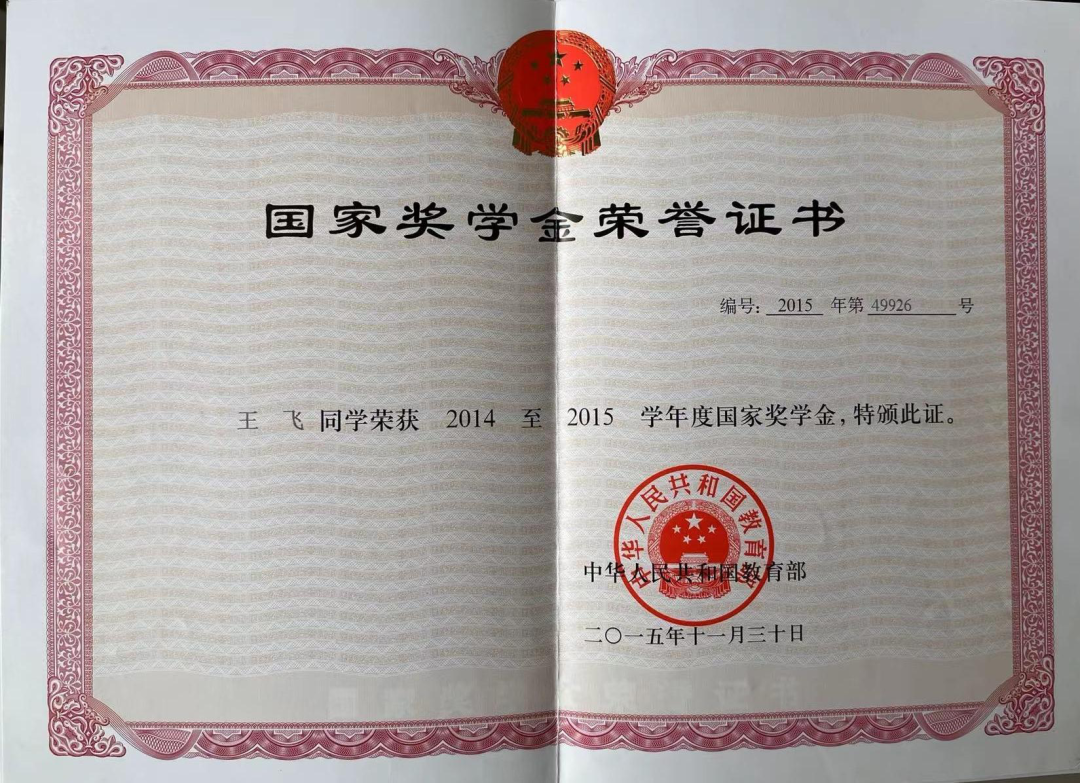 国家奖学金荣誉证书
编号: 2015 年第 49926 号
王 飞 同学荣获 2014 至 2015 学年度国家奖学金,特颁此证。
中华人民共和国教育部
中华人民共和国教育部
二〇一五年十一月三十日